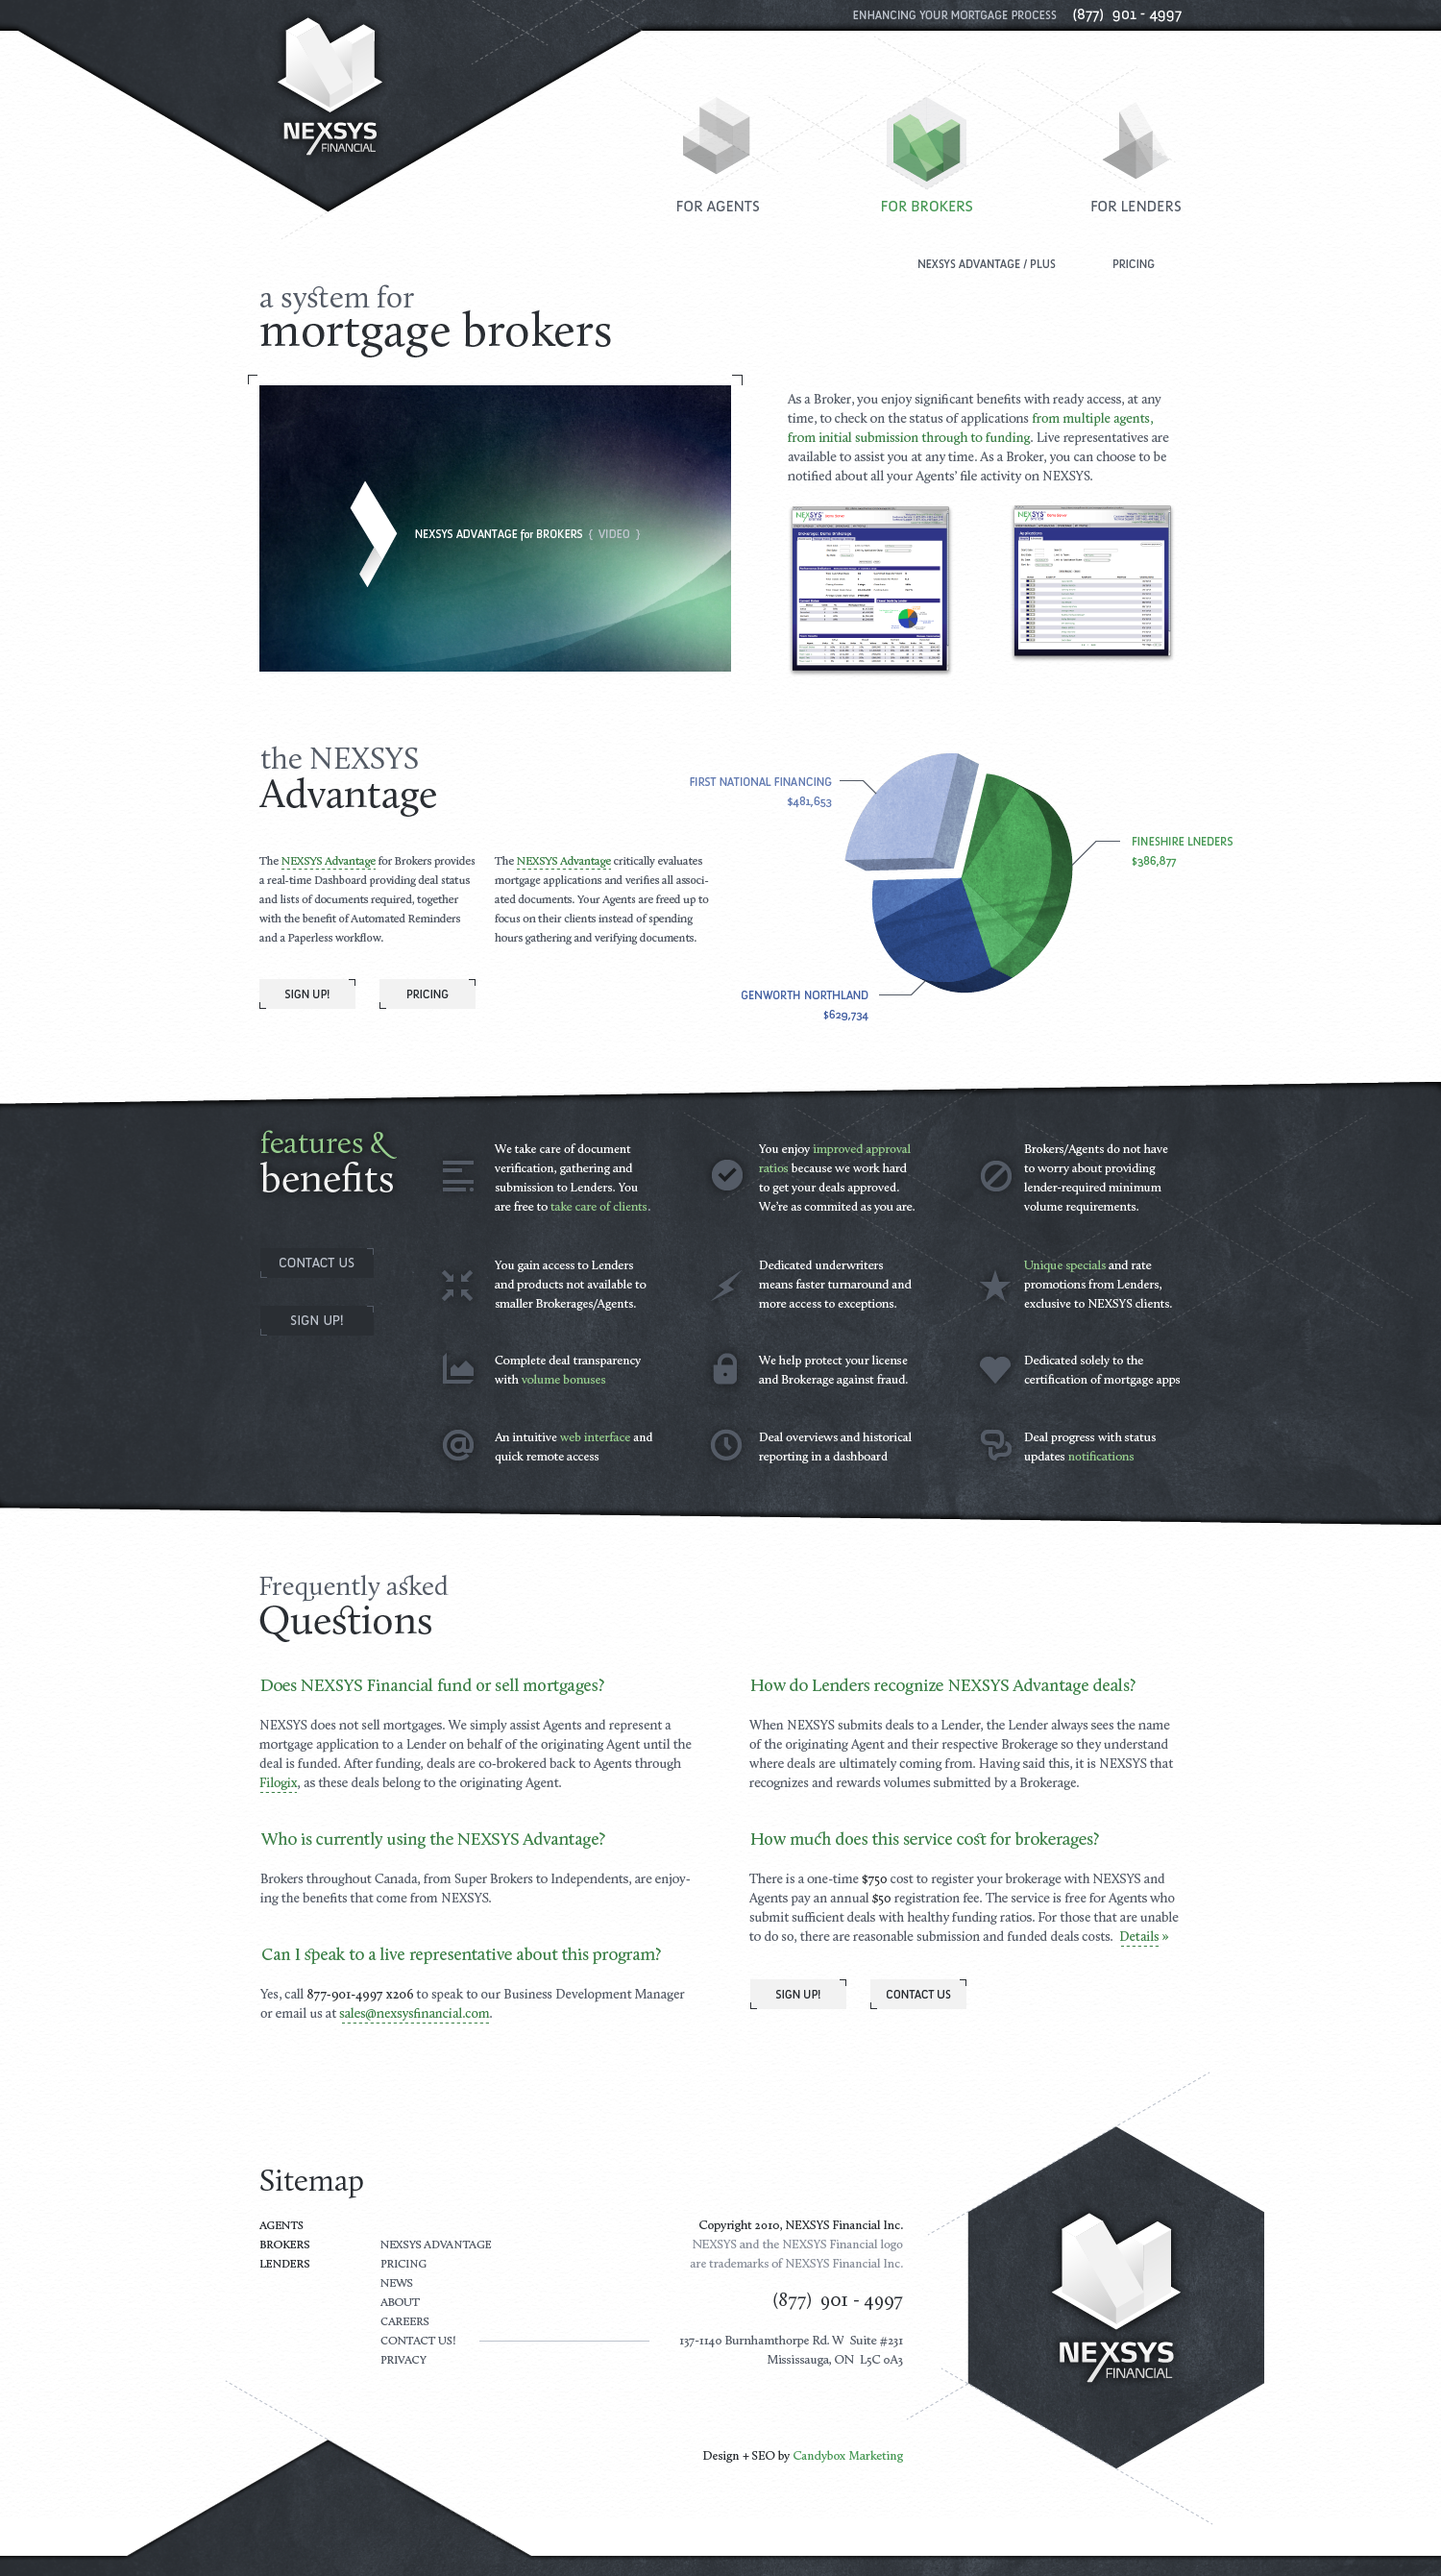 ENHANCING YOUR MORTGAGE PROCESS (877) 901 - 4997
NEXSYS
FINANCIAL
FOR AGENTS
FOR BROKERS
FOR LENDERS
NEXSYS ADVANTAGE / PLUS
PRICING
a system for
mortgage brokers
NEXSYS ADVANTAGE for BROKERS { VIDEO }
As a Broker, you enjoy significant benefits with ready access, at any
time, to check on the status of applications from multiple agents,
from initial submission through to funding. Live representatives are
available to assist you at any time. As a Broker, you can choose to be
notified about all your Agents' file activity on NEXSYS.
NEXSYS
NEXSYS
the NEXSYS
Advantage
The NEXSYS Advantage for Brokers provides
a real-time Dashboard providing deal status
and lists of documents required, together
with the benefit of Automated Reminders
and a Paperless workflow.
The NEXSYS Advantage critically evaluates
mortgage applications and verifies all associ-
ated documents. Your Agents are freed up to
focus on their clients instead of spending
hours gathering and verifying documents.
SIGN UP!
PRICING
FIRST NATIONAL FINANCING
$481,653
FINESHIRE LNEDERS
$386,877
GENWORTH NORTHLAND
$629,734
features &
benefits
CONTACT US
SIGN UP!
We take care of document
verification, gathering and
submission to Lenders. You
are free to take care of clients.
You enjoy improved approval
ratios because we work hard
to get your deals approved.
We're as commited as you are.
Brokers/Agents do not have
to worry about providing
lender-required minimum
volume requirements.
You gain access to Lenders
and products not available to
smaller Brokerages/Agents.
Dedicated underwriters
means faster turnaround and
more access to exceptions.
Unique specials and rate
promotions from Lenders,
exclusive to NEXSYS clients.
Complete deal transparency
with volume bonuses
We help protect your license
and Brokerage against fraud.
Dedicated solely to the
certification of mortgage apps
An intuitive web interface and
quick remote access
Deal overviews and historical
reporting in a dashboard
Deal progress with status
updates notifications
Frequently asked
Questions
Does NEXSYS Financial fund or sell mortgages?
NEXSYS does not sell mortgages. We simply assist Agents and represent a
mortgage application to a Lender on behalf of the originating Agent until the
deal is funded. After funding, deals are co-brokered back to Agents through
Filogix, as these deals belong to the originating Agent.
Who is currently using the NEXSYS Advantage?
Brokers throughout Canada, from Super Brokers to Independents, are enjoy-
ing the benefits that come from NEXSYS.
Can I speak to a live representative about this program?
Yes, call 877-901-4997 x206 to speak to our Business Development Manager
or email us at sales@nexsysfinancial.com.
How do Lenders recognize NEXSYS Advantage deals?
When NEXSYS submits deals to a Lender, the Lender always sees the name
of the originating Agent and their respective Brokerage so they understand
where deals are ultimately coming from. Having said this, it is NEXSYS that
recognizes and rewards volumes submitted by a Brokerage.
How much does this service cost for brokerages?
There is a one-time $750 cost to register your brokerage with NEXSYS and
Agents pay an annual $50 registration fee. The service is free for Agents who
submit sufficient deals with healthy funding ratios. For those that are unable
to do so, there are reasonable submission and funded deals costs. Details »
SIGN UP!
CONTACT US
Sitemap
AGENTS
BROKERS
LENDERS
NEXSYS ADVANTAGE
PRICING
NEWS
ABOUT
CAREERS
CONTACT US!
PRIVACY
Copyright 2010, NEXSYS Financial Inc.
NEXSYS and the NEXSYS Financial logo
are trademarks of NEXSYS Financial Inc.
(877) 901 - 4997
137-1140 Burnhamthorpe Rd. W Suite #231
Mississauga, ON L5C 0A3
Design + SEO by Candybox Marketing
NEXSYS
FINANCIAL